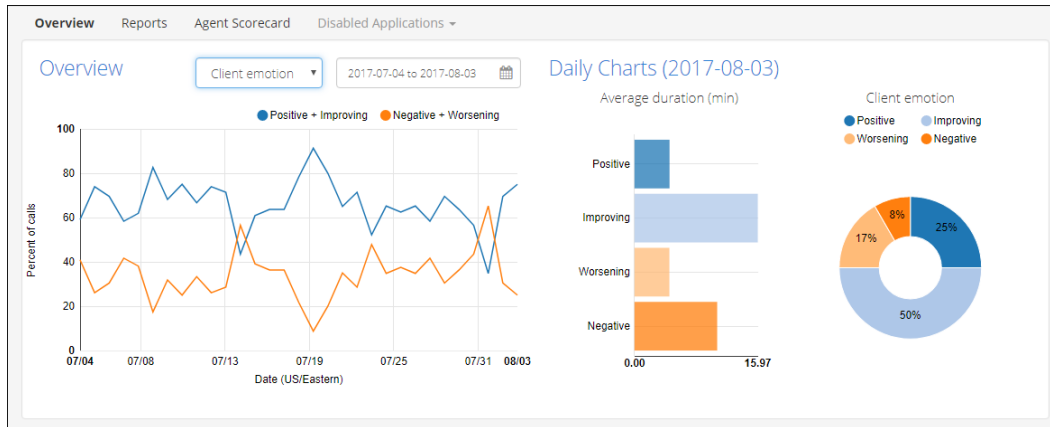 Overview Reports Agent Scorecard Disabled Applications
Overview
Client emotion
2017-07-04 to 2017-08-03
Positive + Improving Negative + Worsening
100
80
60
40
20
0
Percent of calls
07/04 07/08 07/13 07/19 07/25 07/31 08/03
Date (US/Eastern)
Daily Charts (2017-08-03)
Average duration (min)
Positive
Improving
Worsening
Negative
0.00 15.97
Client emotion
Positive Improving
Worsening Negative
8%
25%
17%
50%